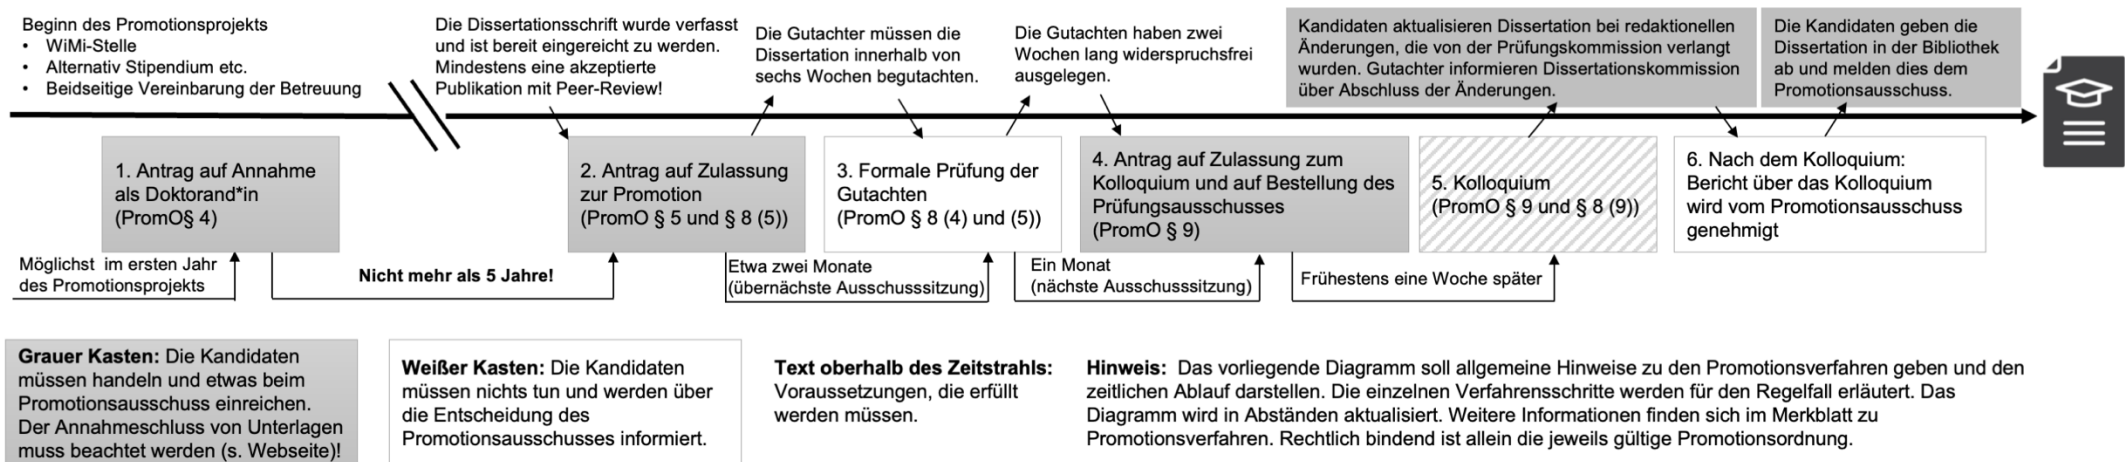 Beginn des Promotionsprojekts
• WiMi-Stelle
• Alternativ Stipendium etc.
• Beidseitige Vereinbarung der Betreuung
Die Dissertationsschrift wurde verfasst
und ist bereit eingereicht zu werden.
Mindestens eine akzeptierte
Publikation mit Peer-Review!
Die Gutachter müssen die
Dissertation innerhalb von
sechs Wochen begutachten.
Die Gutachten haben zwei
Wochen lang widerspruchsfrei
ausgelegen.
Kandidaten aktualisieren Dissertation bei redaktionellen
Änderungen, die von der Prüfungskommission verlangt
wurden. Gutachter informieren Dissertationskommission
über Abschluss der Änderungen.
Die Kandidaten geben die
Dissertation in der Bibliothek
ab und melden dies dem
Promotionsausschuss.
1. Antrag auf Annahme
als Doktorand*in
(PromO§ 4)
2. Antrag auf Zulassung
zur Promotion
(PromO § 5 und § 8 (5))
3. Formale Prüfung der
Gutachten
(PromO § 8 (4) und (5))
4. Antrag auf Zulassung zum
Kolloquium und auf Bestellung des
Prüfungsausschusses
(PromO § 9)
5. Kolloquium
(PromO § 9 und § 8 (9))
6. Nach dem Kolloquium:
Bericht über das Kolloquium
wird vom Promotionsausschuss
genehmigt
Möglichst im ersten Jahr
des Promotionsprojekts
Nicht mehr als 5 Jahre!
Etwa zwei Monate
(übernächste Ausschusssitzung)
Ein Monat
(nächste Ausschusssitzung)
Frühestens eine Woche später
Grauer Kasten: Die Kandidaten
müssen handeln und etwas beim
Promotionsausschuss einreichen.
Der Annahmeschluss von Unterlagen
muss beachtet werden (s. Webseite)!
Weißer Kasten: Die Kandidaten
müssen nichts tun und werden über
die Entscheidung des
Promotionsausschusses informiert.
Text oberhalb des Zeitstrahls:
Voraussetzungen, die erfüllt
werden müssen.
Hinweis: Das vorliegende Diagramm soll allgemeine Hinweise zu den Promotionsverfahren geben und den
zeitlichen Ablauf darstellen. Die einzelnen Verfahrensschritte werden für den Regelfall erläutert. Das
Diagramm wird in Abständen aktualisiert. Weitere Informationen finden sich im Merkblatt zu
Promotionsverfahren. Rechtlich bindend ist allein die jeweils gültige Promotionsordnung.